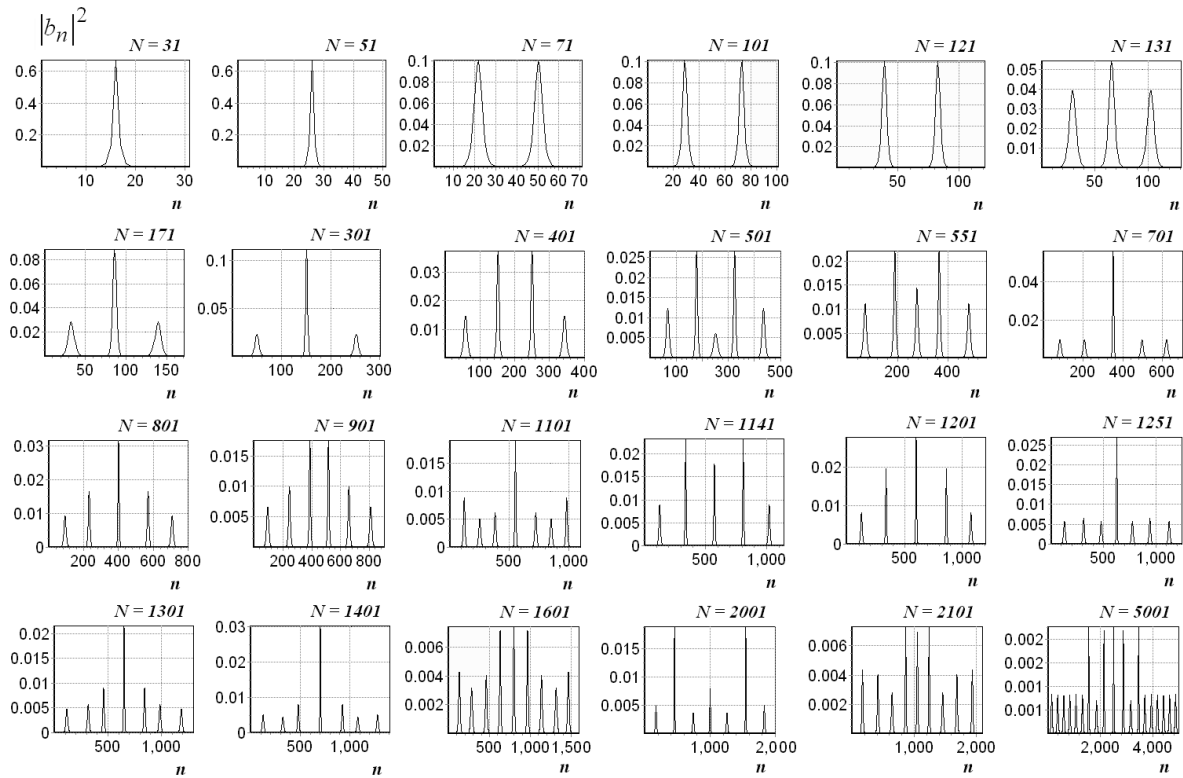 |b_n|^2
N = 31 N = 51 N = 71 N = 101 N = 121 N = 131
0.6 0.6 0.1 0.1 0.1 0.05
0.08 0.08 0.08 0.04
0.4 0.4 0.06 0.06 0.06 0.03
0.04 0.04 0.04 0.02
0.2 0.2 0.02 0.02 0.02 0.01
10 20 30 10 20 30 40 50 10 20 30 40 50 60 70 20 40 60 80 100 50 100 50 100
n n n n n n
N = 171 N = 301 N = 401 N = 501 N = 551 N = 701
0.08 0.1 0.03 0.025 0.02 0.04
0.06 0.02 0.02 0.015
0.04 0.05 0.015 0.01 0.02
0.02 0.01 0.01 0.005
0.005
50 100 150 100 200 300 100 200 300 400 100 200 300 500 200 400 200 400 600
n n n n n n
N = 801 N = 901 N = 1101 N = 1141 N = 1201 N = 1251
0.03 0.015 0.015 0.02 0.02 0.025
0.02 0.01 0.01 0.015 0.01 0.02
0.01 0.005 0.005 0.01 0 0.015
0 0 0.005 0.01
0 0.005
0
200 400 600 800 200 400 600 800 500 1,000 500 1,000 500 1,000 500 1,000
n n n n n n
N = 1301 N = 1401 N = 1601 N = 2001 N = 2101 N = 5001
0.02 0.03 0.006 0.015 0.006 0.002
0.015 0.02 0.004 0.01 0.004 0.002
0.01 0.01 0.002 0.005 0.002 0.001
0.005 0 0.001
0
500 1,000 500 1,000 500 1,000 1,500 1,000 2,000 1,000 2,000 2,000 4,000
n n n n n n